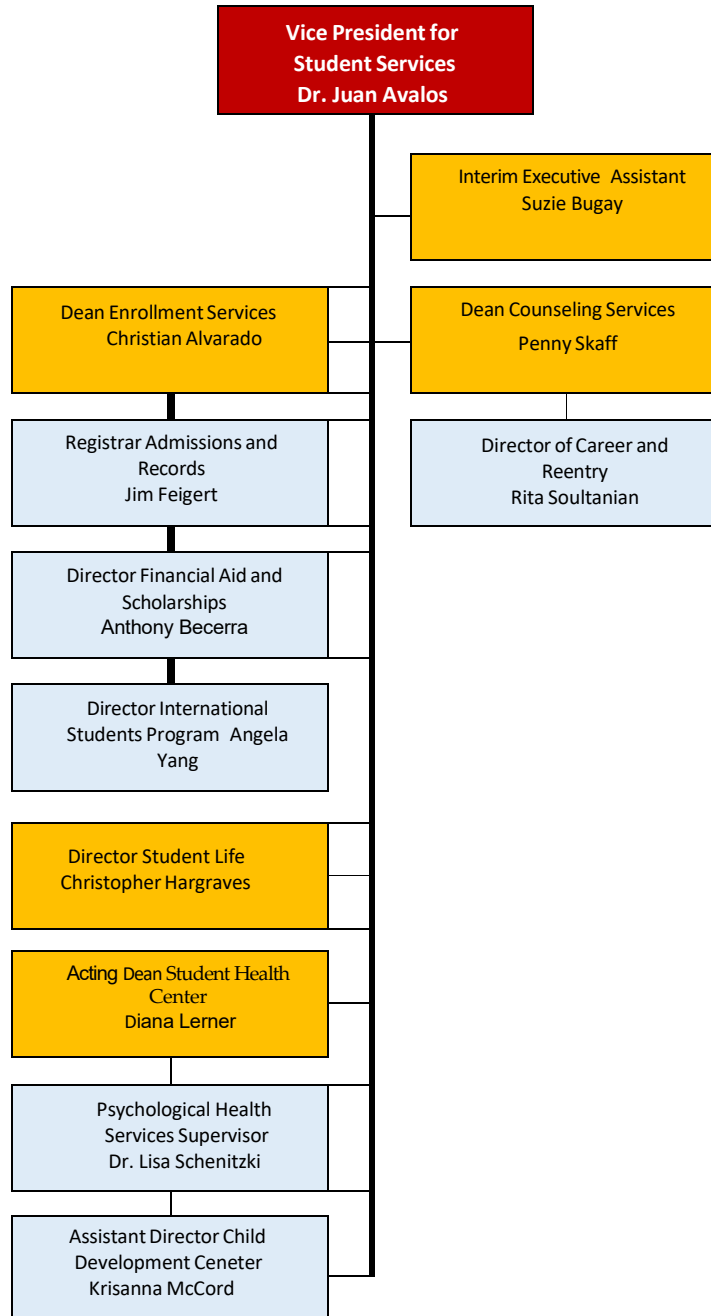 Vice President for
Student Services
Dr. Juan Avalos
Interim Executive Assistant
Suzie Bugay
Dean Enrollment Services
Christian Alvarado
Dean Counseling Services
Penny Skaff
Registrar Admissions and
Records
Jim Feigert
Director of Career and
Reentry
Rita Soultanian
Director Financial Aid and
Scholarships
Anthony Becerra
Director International
Students Program Angela
Yang
Director Student Life
Christopher Hargraves
Acting Dean Student Health
Center
Diana Lerner
Psychological Health
Services Supervisor
Dr. Lisa Schenitzki
Assistant Director Child
Development Ceneter
Krisanna McCord